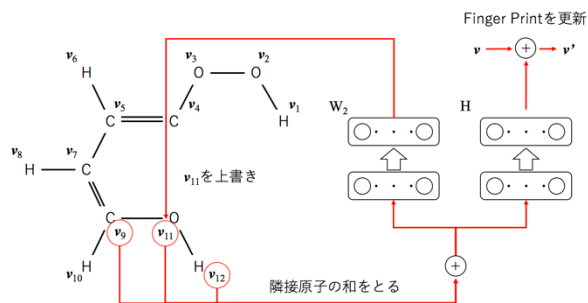 Finger Printを更新
v
+
v'
v₃
v₂
v₆
H
O
O
v₅
v₄
H
v₁
C
C
W₂
H
v₇
v₈
H
C
v₁₁を上書き
C
O
v₉
v₁₁
v₁₀
H
H
v₁₂
+
隣接原子の和をとる